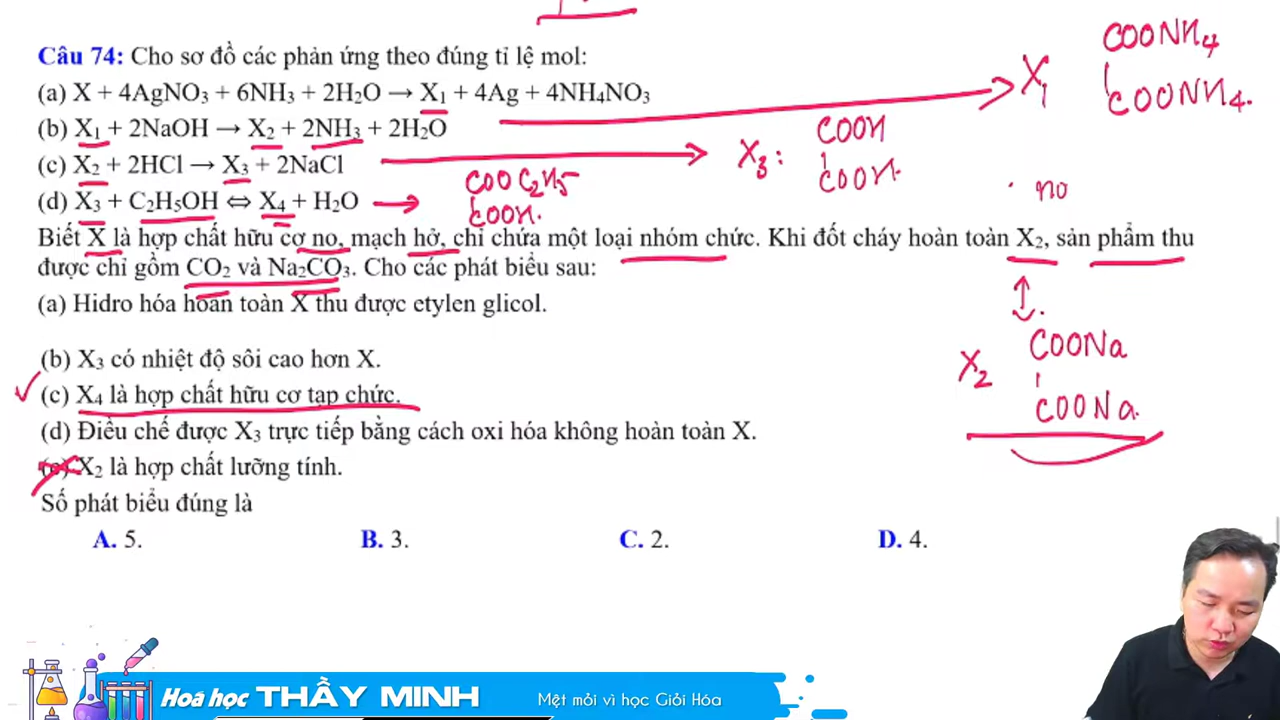 Câu 74: Cho sơ đồ các phản ứng theo đúng tỉ lệ mol:
(a) X + 4AgNO3 + 6NH3 + 2H2O → X1 + 4Ag + 4NH4NO3
(b) X1 + 2NaOH → X2 + 2NH3 + 2H2O
(c) X2 + 2HCl → X3 + 2NaCl
(d) X3 + C2H5OH ⇔ X4 + H2O
X1
COONH4
COONH4.
X3:
COOH
COOH.
COOC2H5
COOH.
no
Biết X là hợp chất hữu cơ no, mạch hở, chỉ chứa một loại nhóm chức. Khi đốt cháy hoàn toàn X2, sản phẩm thu
được chỉ gồm CO2 và Na2CO3. Cho các phát biểu sau:
(a) Hidro hóa hoàn toàn X thu được etylen glicol.
(b) X3 có nhiệt độ sôi cao hơn X.
(c) X4 là hợp chất hữu cơ tạp chức.
(d) Điều chế được X3 trực tiếp bằng cách oxi hóa không hoàn toàn X.
(e) X2 là hợp chất lưỡng tính.
X2
COONa
COONa.
Số phát biểu đúng là
A. 5. B. 3. C. 2. D. 4.
Hoá học THẦY MINH Mệt mỏi vì học Giỏi Hóa